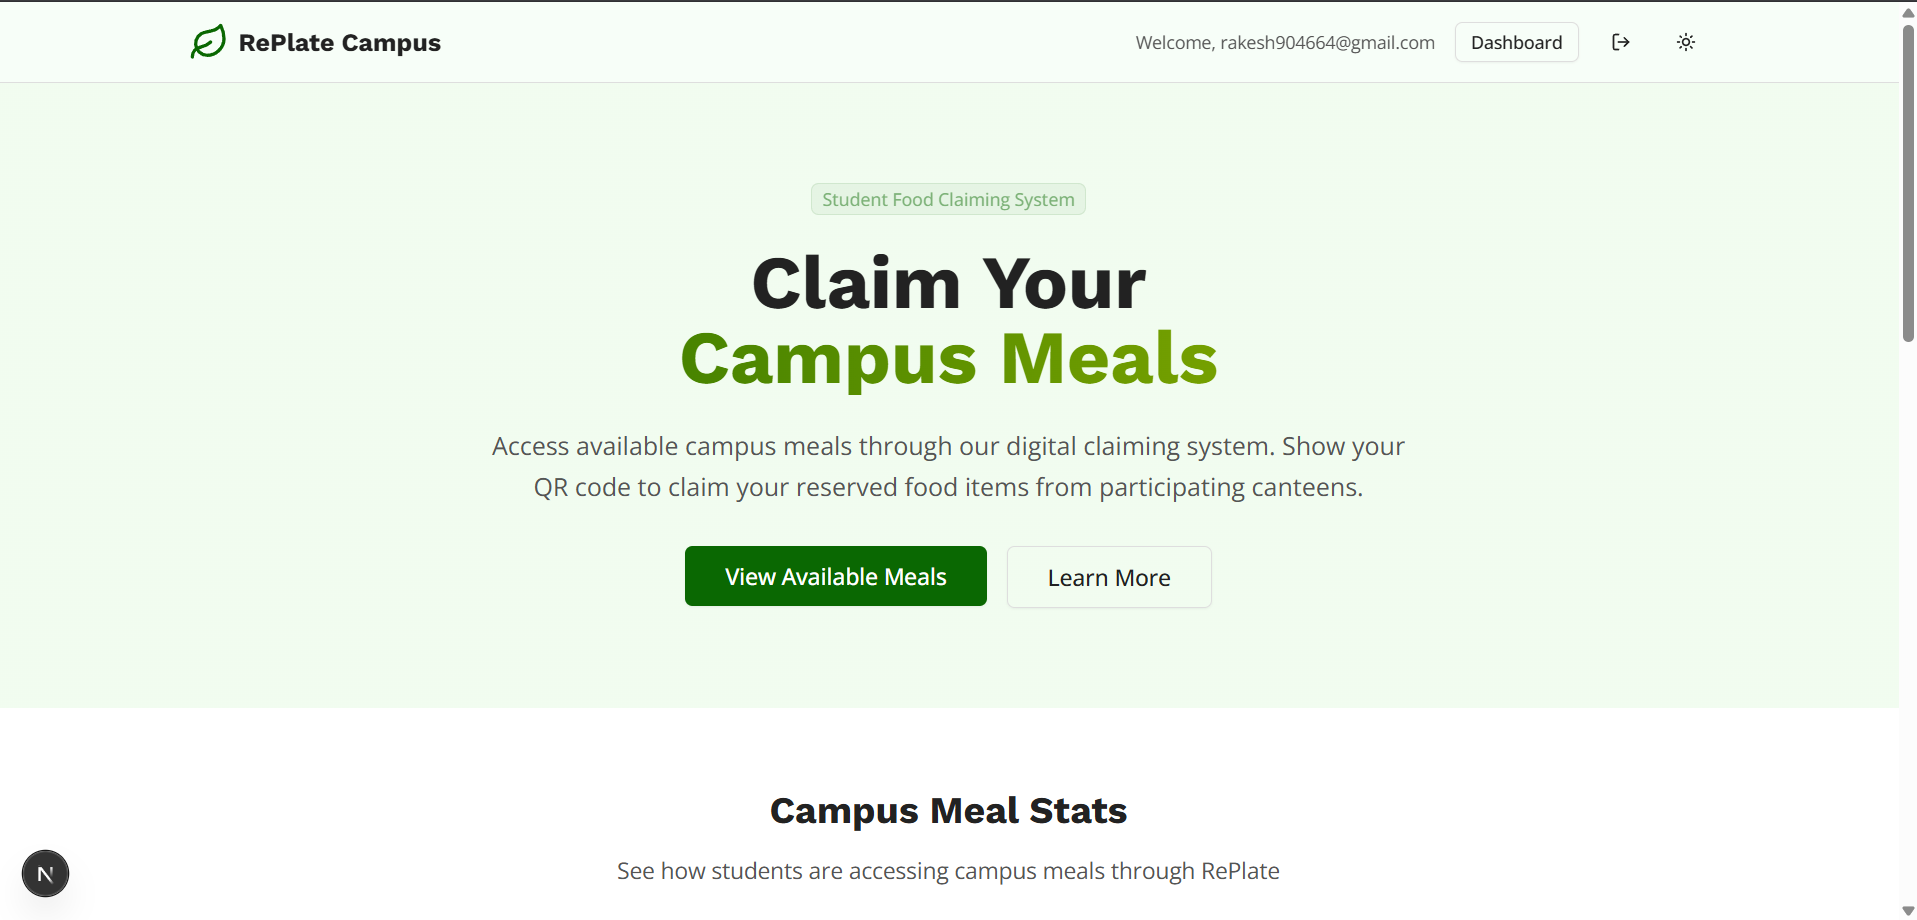 RePlate Campus
Welcome, rakesh904664@gmail.com
Dashboard
Student Food Claiming System
Claim Your
Campus Meals
Access available campus meals through our digital claiming system. Show your
QR code to claim your reserved food items from participating canteens.
View Available Meals
Learn More
Campus Meal Stats
See how students are accessing campus meals through RePlate
N